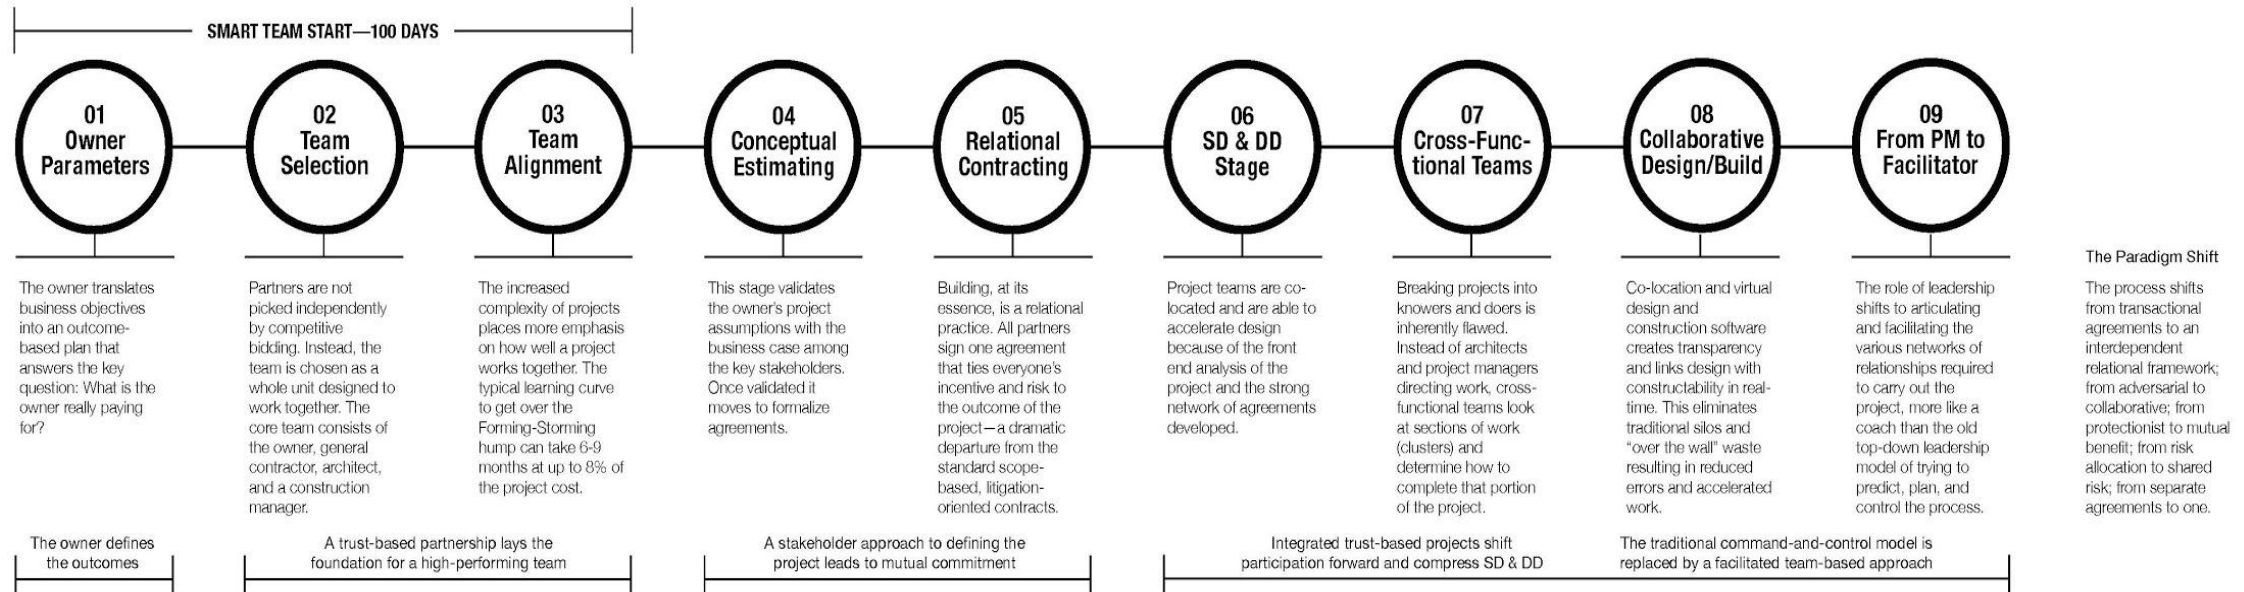 SMART TEAM START—100 DAYS
01
Owner
Parameters
02
Team
Selection
03
Team
Alignment
04
Conceptual
Estimating
05
Relational
Contracting
06
SD & DD
Stage
07
Cross-Func-
tional Teams
08
Collaborative
Design/Build
09
From PM to
Facilitator
The owner translates
business objectives
into an outcome-
based plan that
answers the key
question: What is the
owner really paying
for?
Partners are not
picked independently
by competitive
bidding. Instead, the
team is chosen as a
whole unit designed to
work together. The
core team consists of
the owner, general
contractor, architect,
and a construction
manager.
The increased
complexity of projects
places more emphasis
on how well a project
works together. The
typical learning curve
to get over the
Forming-Storming
hump can take 6-9
months at up to 8% of
the project cost.
This stage validates
the owner's project
assumptions with the
business case among
the key stakeholders.
Once validated it
moves to formalize
agreements.
Building, at its
essence, is a relational
practice. All partners
sign one agreement
that ties everyone's
incentive and risk to
the outcome of the
project—a dramatic
departure from the
standard scope-
based, litigation-
oriented contracts.
Project teams are co-
located and are able to
accelerate design
because of the front
end analysis of the
project and the strong
network of agreements
developed.
Breaking projects into
knowers and doers is
inherently flawed.
Instead of architects
and project managers
directing work, cross-
functional teams look
at sections of work
(clusters) and
determine how to
complete that portion
of the project.
Co-location and virtual
design and
construction software
creates transparency
and links design with
constructability in real-
time. This eliminates
traditional silos and
“over the wall” waste
resulting in reduced
errors and accelerated
work.
The role of leadership
shifts to articulating
and facilitating the
various networks of
relationships required
to carry out the
project, more like a
coach than the old
top-down leadership
model of trying to
predict, plan, and
control the process.
The Paradigm Shift
The process shifts
from transactional
agreements to an
interdependent
relational framework;
from adversarial to
collaborative; from
protectionist to mutual
benefit; from risk
allocation to shared
risk; from separate
agreements to one.
The owner defines
the outcomes
A trust-based partnership lays the
foundation for a high-performing team
A stakeholder approach to defining the
project leads to mutual commitment
Integrated trust-based projects shift
participation forward and compress SD & DD
The traditional command-and-control model is
replaced by a facilitated team-based approach